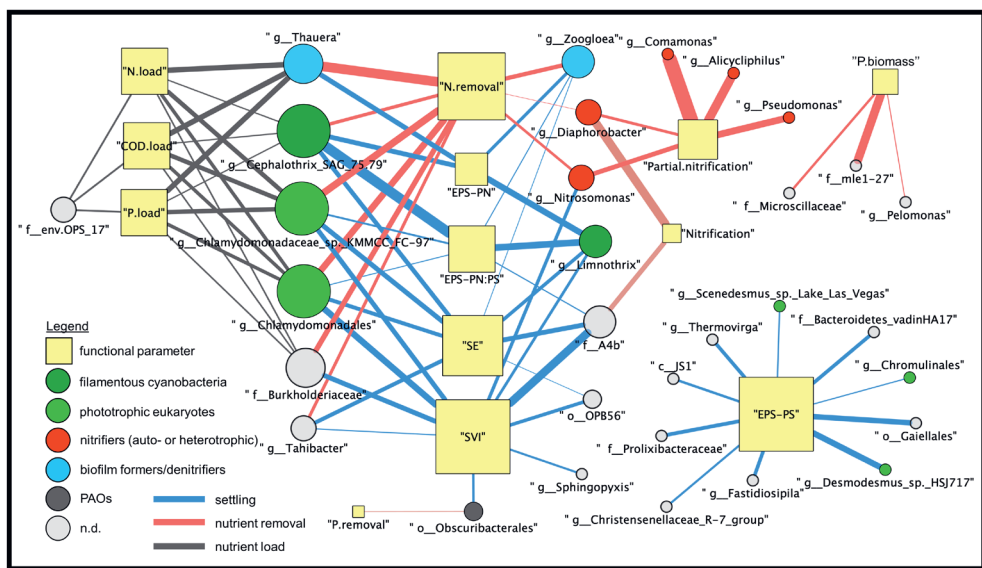 " g__Thauera"
" g__Zoogloea"
" g__Comamonas"
" g__Alicycliphilus"
"P.biomass"
"N.load"
"N.removal"
" g__Pseudomonas"
"COD.load"
" g__Diaphorobacter"
"Partial.nitrification"
" g__Cephalothrix_SAG_75.79"
" f__mle1-27"
"EPS-PN"
"P.load"
" g__Nitrosomonas"
" f__Microscillaceae"
" g__Pelomonas"
" f__env.OPS_17"
" g__Chlamydomonadaceae_sp._KMMCC_FC-97"
"Nitrification"
" g__Limnothrix"
"EPS-PN:PS"
" g__Scenedesmus_sp._Lake_Las_Vegas"
" g__Chlamydomonadales"
" f__Bacteroidetes_vadinHA17"
" g__Thermovirga"
Legend
functional parameter
" f__A4b"
"SE"
" c__JS1"
" g__Chromulinales"
filamentous cyanobacteria
" f__Burkholderiaceae"
phototrophic eukaryotes
"EPS-PS"
" o__OPB56"
nitrifiers (auto- or heterotrophic)
" g__Tahibacter"
"SVI"
" f__Prolixibacteraceae"
" o__Gaiellales"
biofilm formers/denitrifiers
" g__Sphingopyxis"
" g__Desmodesmus_sp._HSJ717"
" g__Fastidiosipila"
PAOs
settling
" g__Christensenellaceae_R-7_group"
n.d.
nutrient removal
"P.removal"
" o__Obscuribacterales"
nutrient load